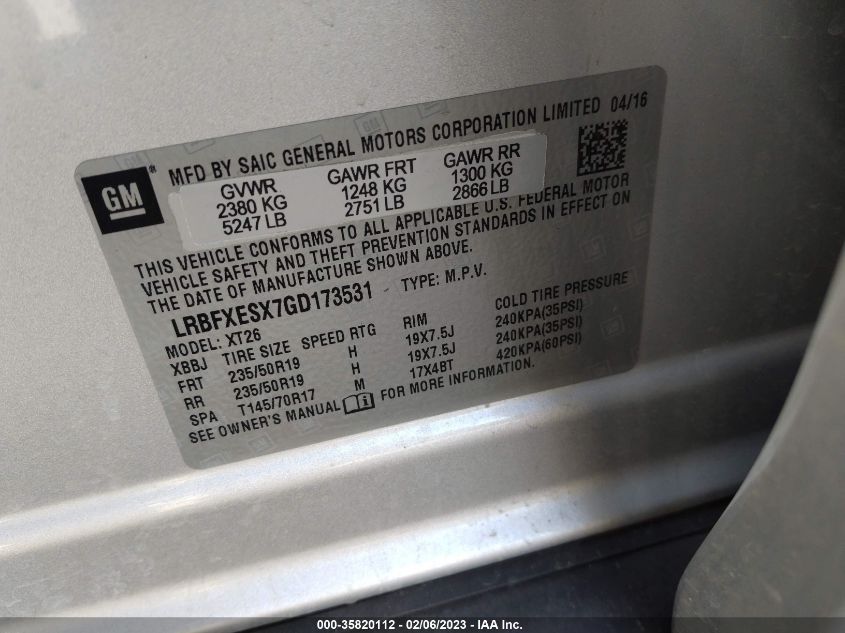 GM
MFD BY SAIC GENERAL MOTORS CORPORATION LIMITED 04/16
GVWR GAWR FRT GAWR RR
2380 KG 1248 KG 1300 KG
5247 LB 2751 LB 2866 LB
THIS VEHICLE CONFORMS TO ALL APPLICABLE U.S. FEDERAL MOTOR
VEHICLE SAFETY AND THEFT PREVENTION STANDARDS IN EFFECT ON
THE DATE OF MANUFACTURE SHOWN ABOVE.
LRBFXESX7GD173531 TYPE: M.P.V.
MODEL: XT26
XBBJ TIRE SIZE SPEED RTG RIM COLD TIRE PRESSURE
FRT 235/50R19 H 19X7.5J 240KPA(35PSI)
RR 235/50R19 H 19X7.5J 240KPA(35PSI)
SPA T145/70R17 M 17X4BT 420KPA(60PSI)
SEE OWNER'S MANUAL FOR MORE INFORMATION.
000-35820112 - 02/06/2023 - IAA Inc.